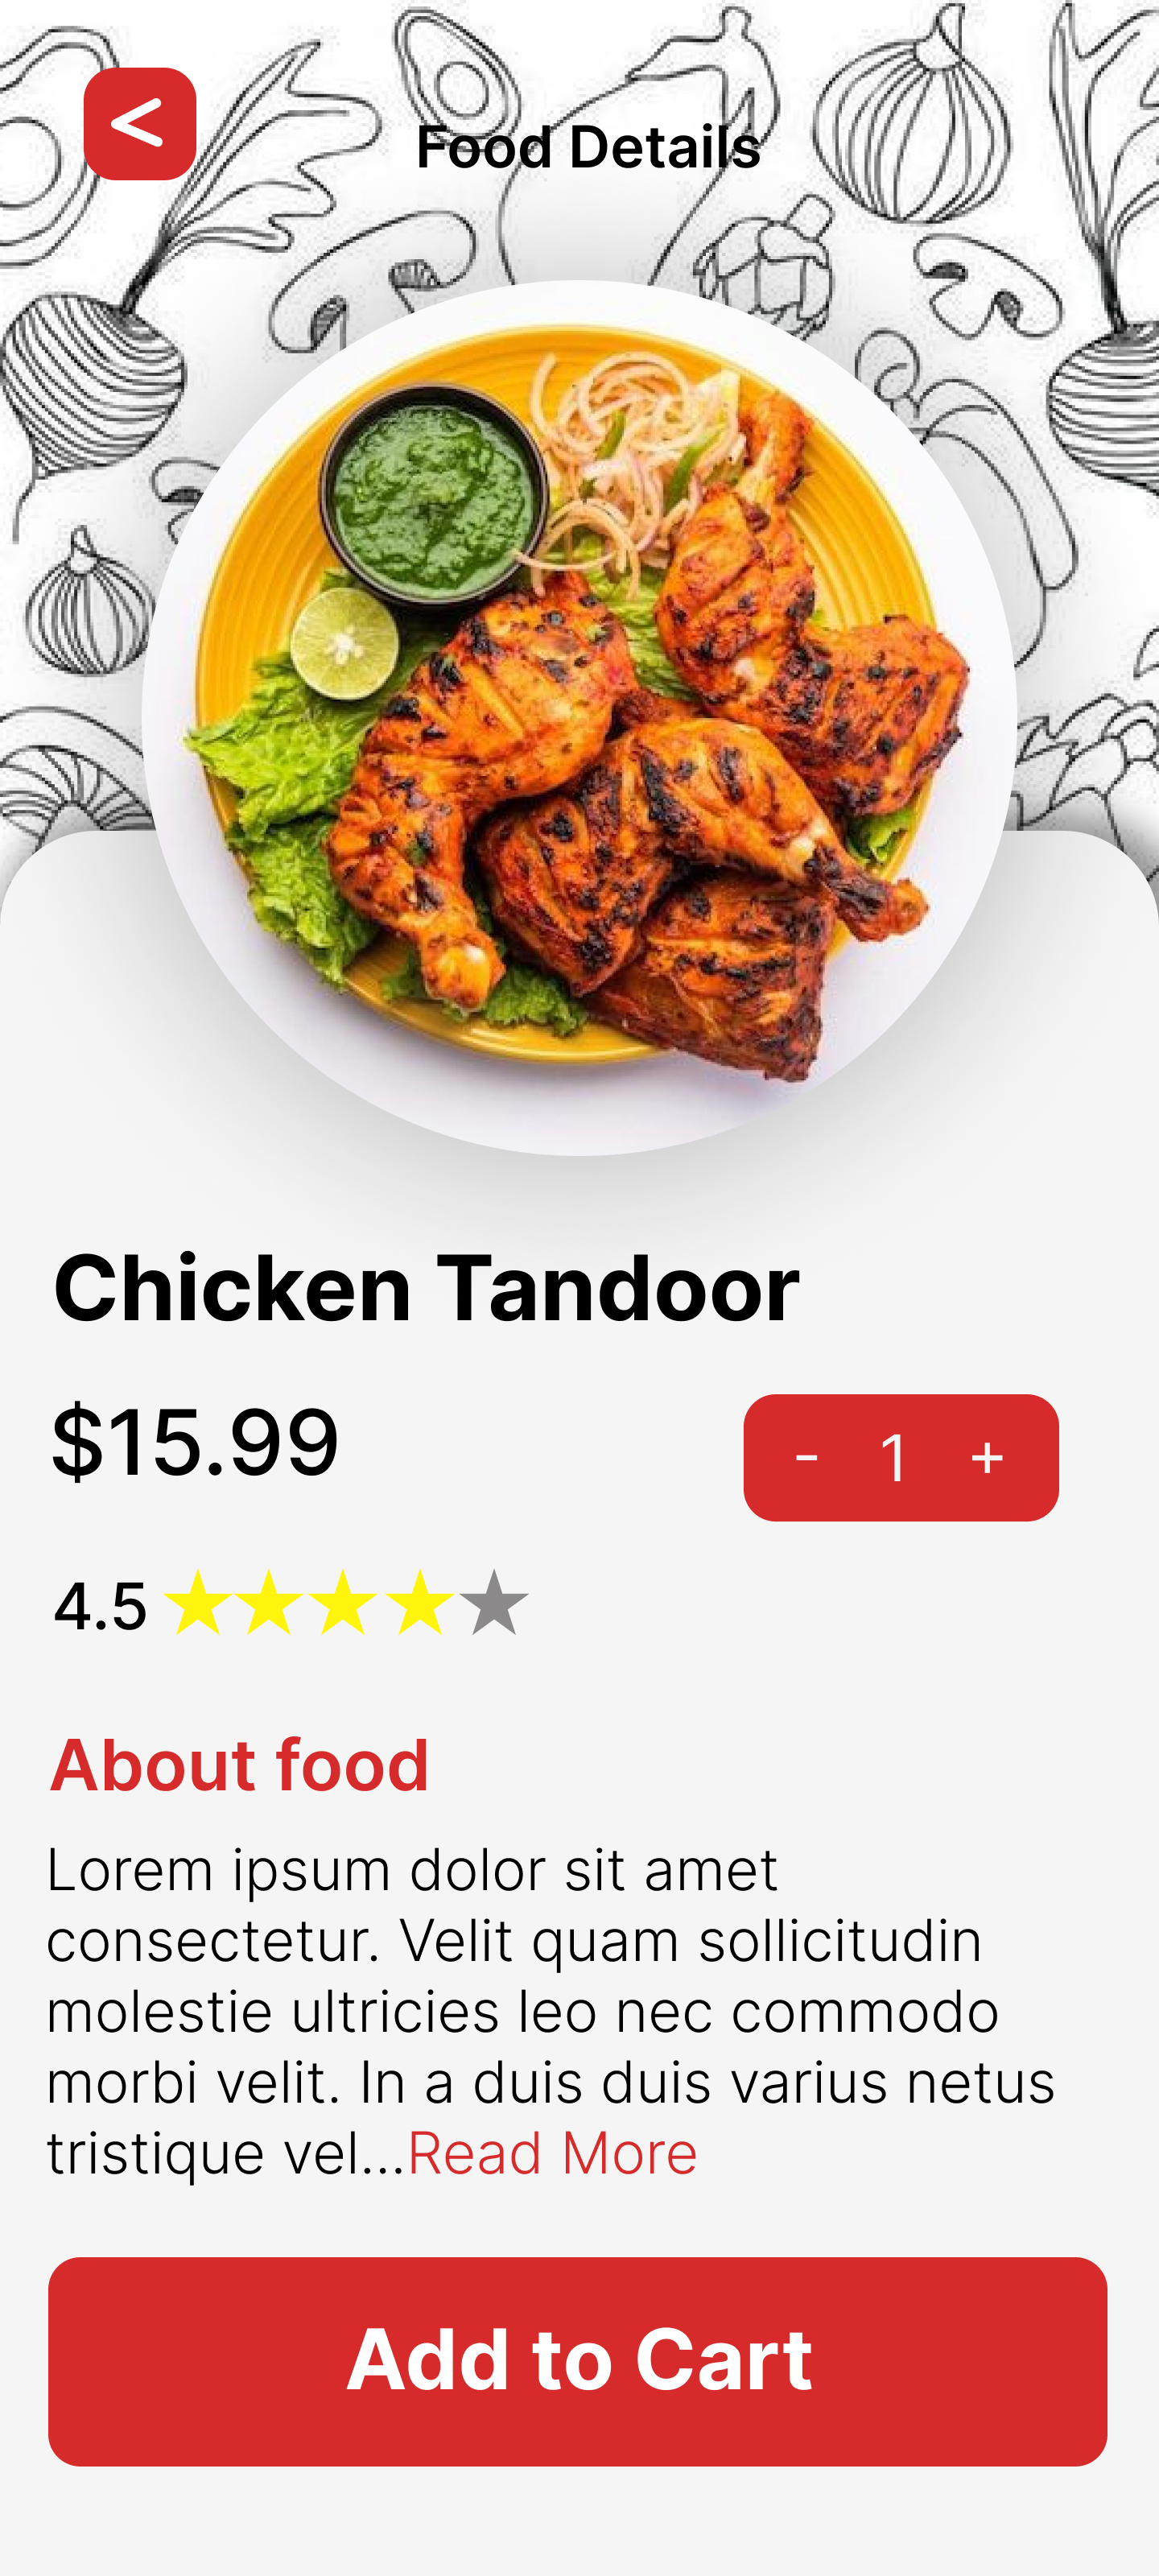 <
Food Details
Chicken Tandoor
$15.99
- 1 +
4.5
About food
Lorem ipsum dolor sit amet
consectetur. Velit quam sollicitudin
molestie ultricies leo nec commodo
morbi velit. In a duis duis varius netus
tristique vel...Read More
Add to Cart